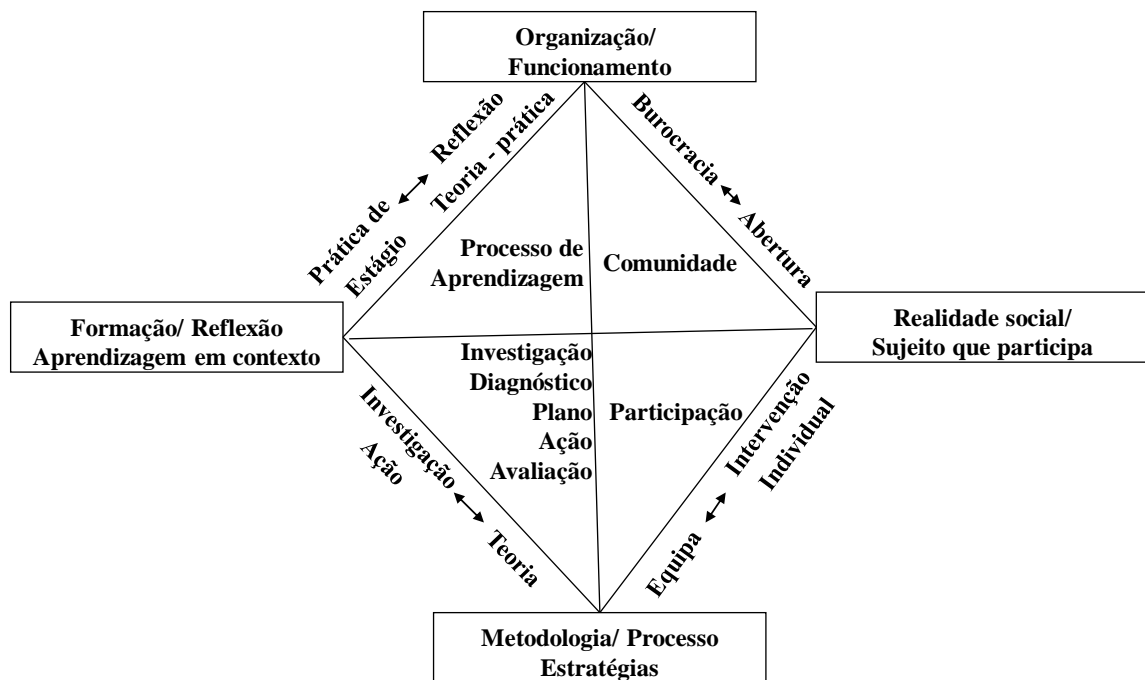 Organização/
Funcionamento
Prática de ↔ Reflexão
Estágio Teoria - prática
Burocracia ↔ Abertura
Processo de
Aprendizagem
Comunidade
Formação/ Reflexão
Aprendizagem em contexto
Realidade social/
Sujeito que participa
Investigação
Diagnóstico
Plano
Ação
Avaliação
Participação
Investigação ↔ Teoria
Ação
Equipa ↔ Intervenção
Individual
Metodologia/ Processo
Estratégias